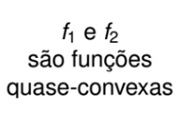 f₁ e f₂
são funções
quase-convexas